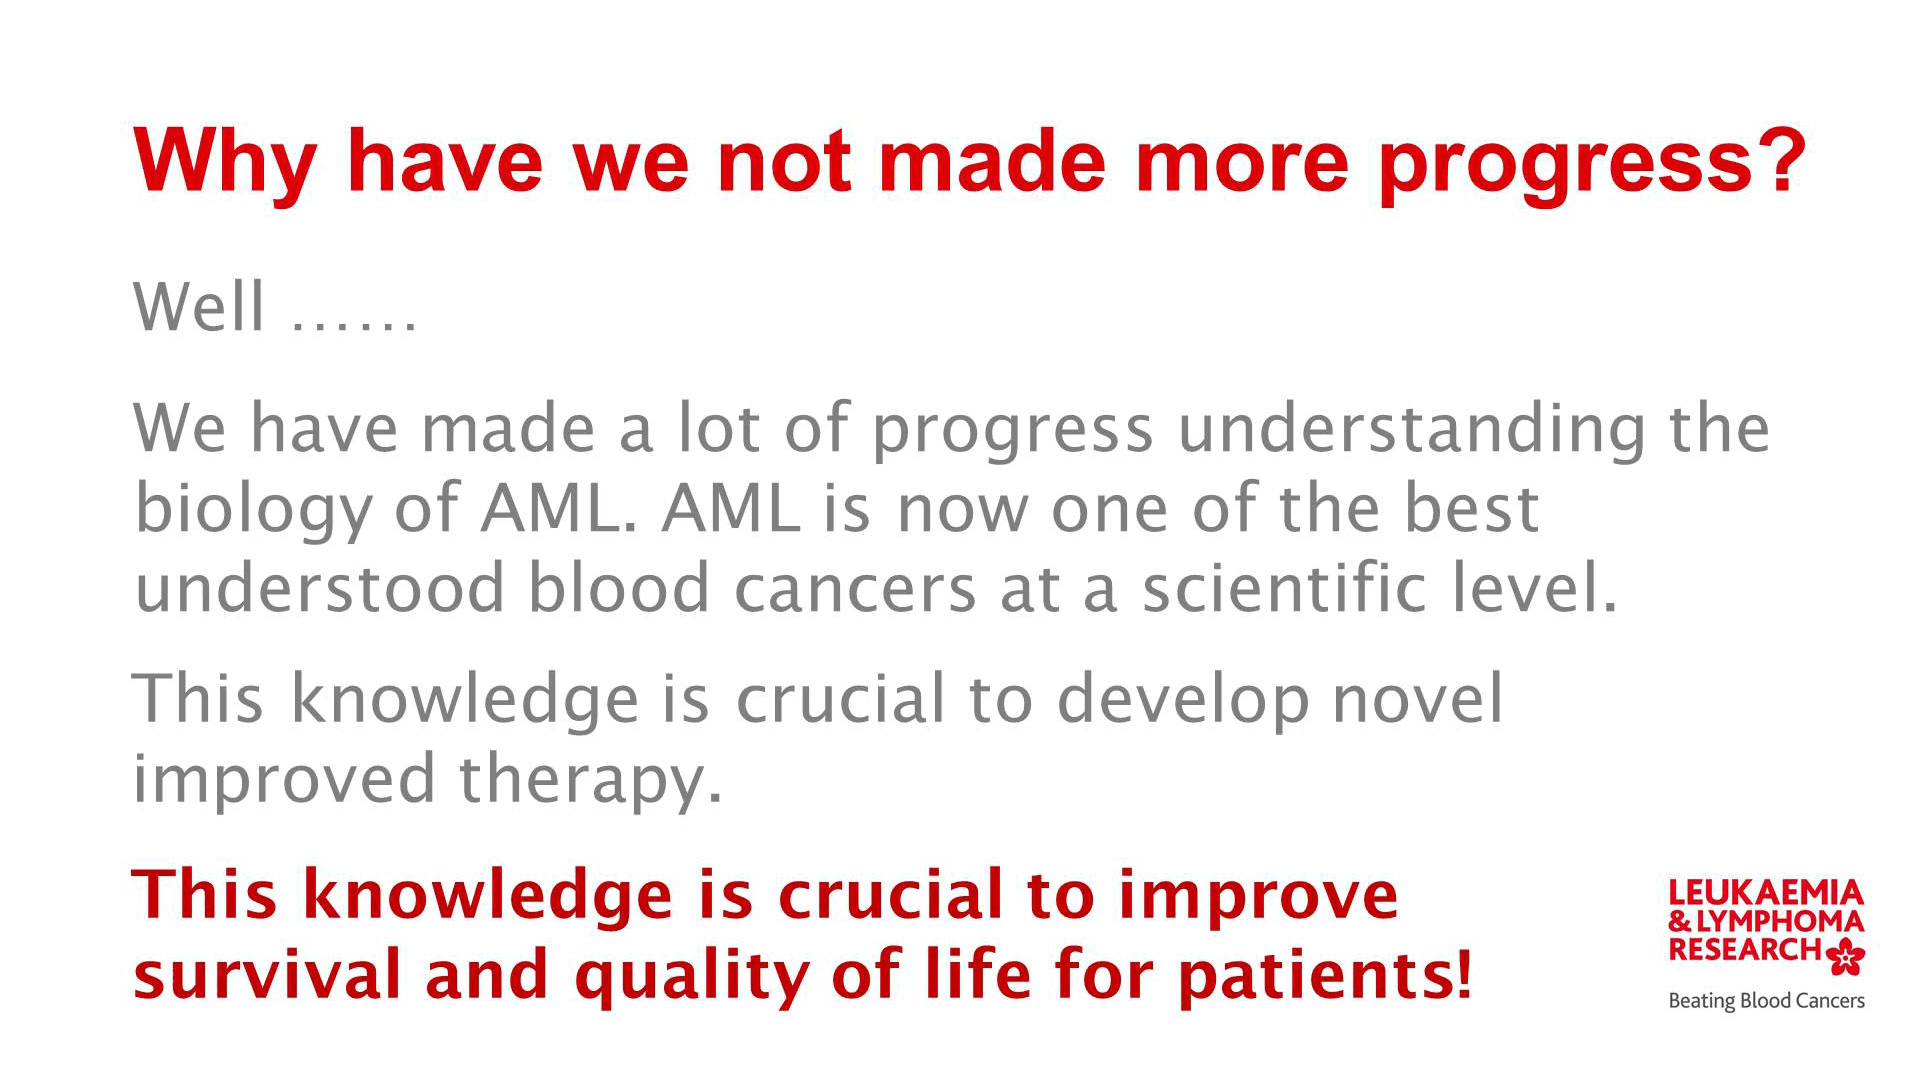 Why have we not made more progress?
Well ......
We have made a lot of progress understanding the
biology of AML. AML is now one of the best
understood blood cancers at a scientific level.
This knowledge is crucial to develop novel
improved therapy.
This knowledge is crucial to improve
survival and quality of life for patients!
LEUKAEMIA
& LYMPHOMA
RESEARCH
Beating Blood Cancers